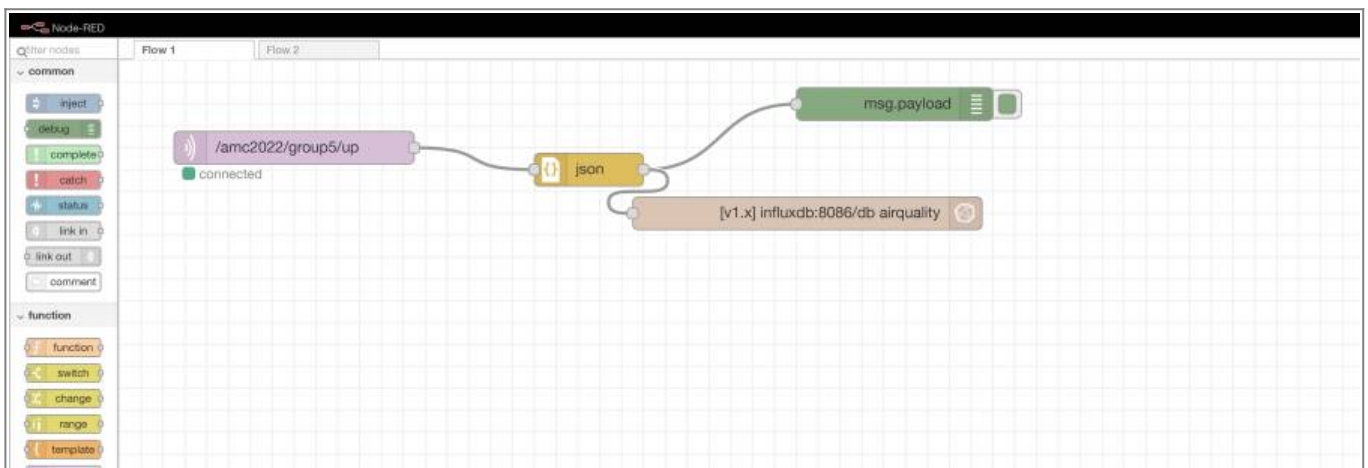 Node-RED
filter nodes
Flow 1
Flow 2
common
inject
debug
complete
catch
status
link in
link out
comment
function
function
switch
change
range
template
/amc2022/group5/up
connected
json
msg.payload
[v1.x] influxdb:8086/db airquality